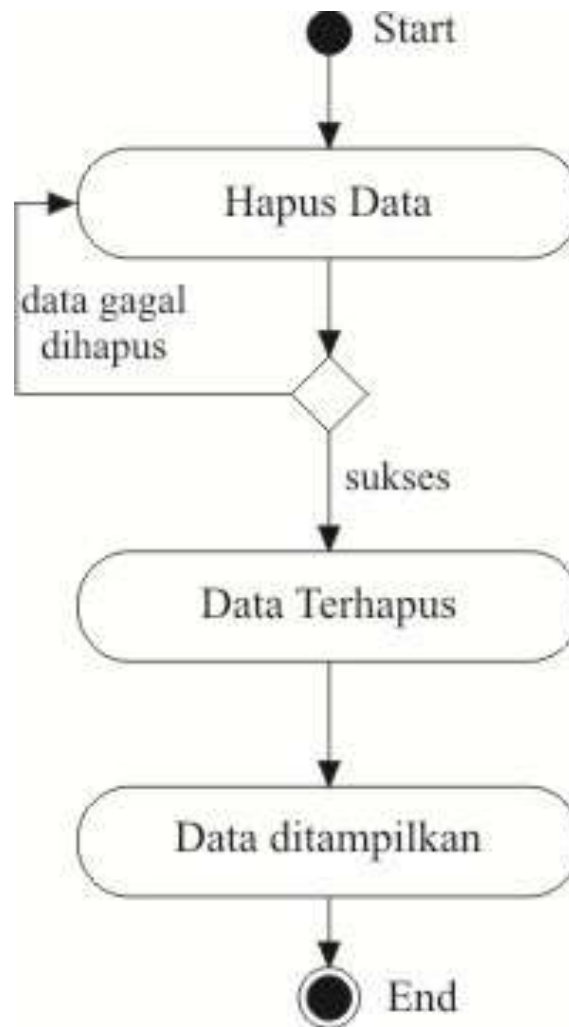 Start
Hapus Data
data gagal
dihapus
sukses
Data Terhapus
Data ditampilkan
End